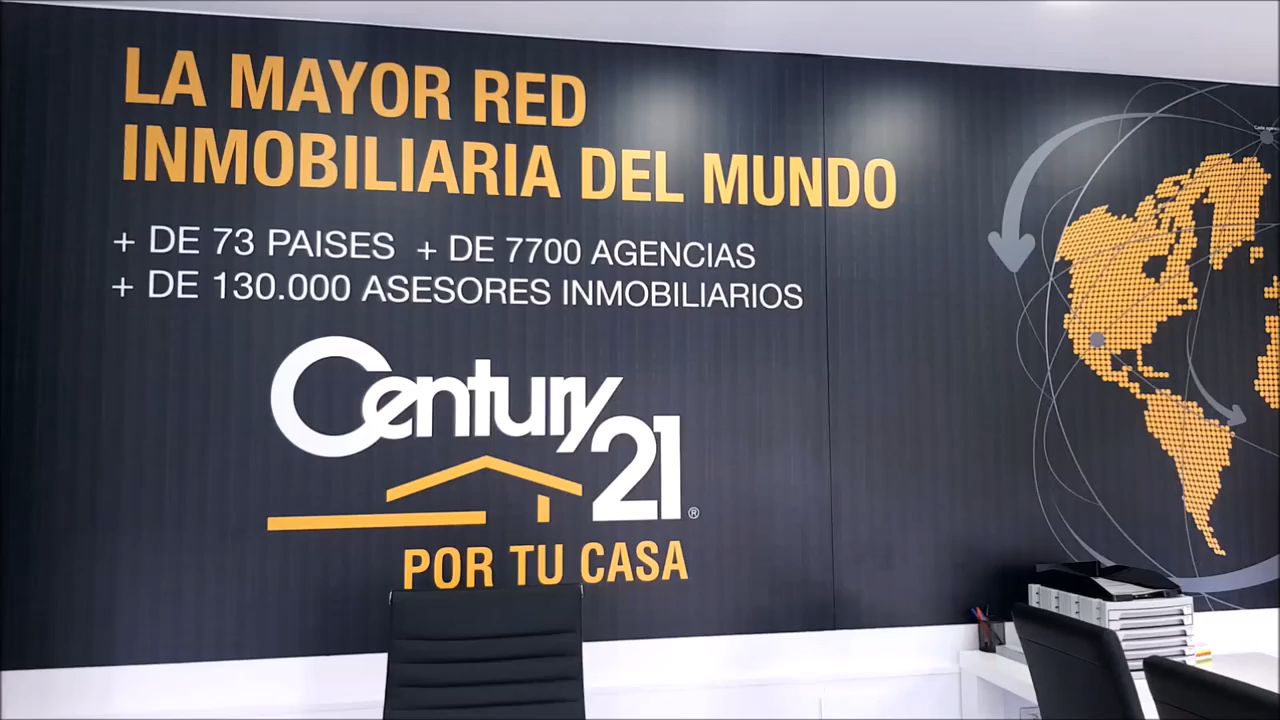 LA MAYOR RED
INMOBILIARIA DEL MUNDO
+ DE 73 PAISES + DE 7700 AGENCIAS
+ DE 130.000 ASESORES INMOBILIARIOS
Century
21®
POR TU CASA